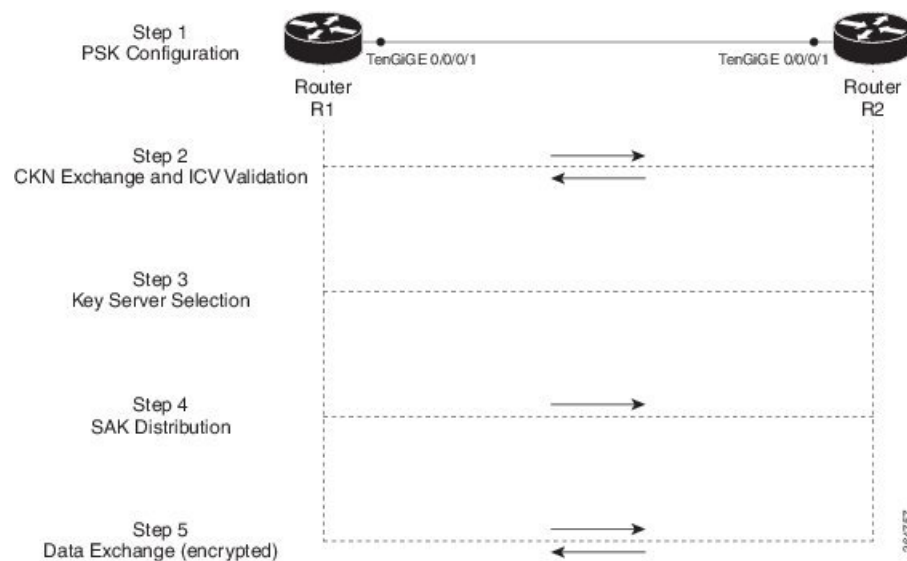 Step 1
PSK Configuration
TenGiGE 0/0/0/1
TenGiGE 0/0/0/1
Router
R1
Router
R2
Step 2
CKN Exchange and ICV Validation
Step 3
Key Server Selection
Step 4
SAK Distribution
Step 5
Data Exchange (encrypted)